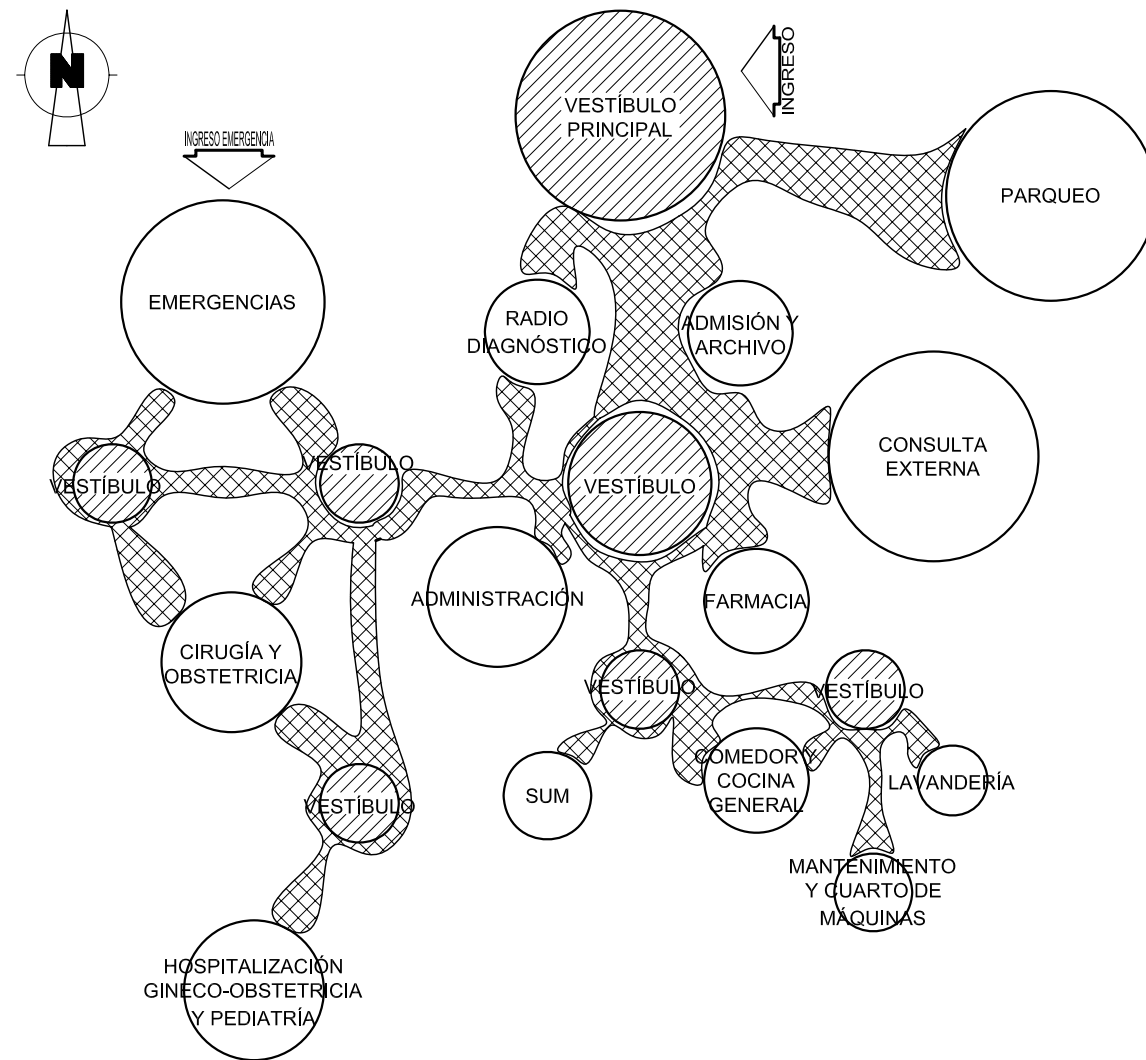 N
INGRESO
VESTÍBULO
PRINCIPAL
INGRESO EMERGENCIA
PARQUEO
EMERGENCIAS
RADIO
DIAGNÓSTICO
ADMISIÓN Y
ARCHIVO
CONSULTA
EXTERNA
VESTÍBULO
VESTÍBULO
VESTÍBULO
ADMINISTRACIÓN
FARMACIA
CIRUGÍA Y
OBSTETRICIA
VESTÍBULO
VESTÍBULO
COMEDOR Y
COCINA
GENERAL
LAVANDERÍA
SUM
VESTÍBULO
MANTENIMIENTO
Y CUARTO DE
MÁQUINAS
HOSPITALIZACIÓN
GINECO-OBSTETRICIA
Y PEDIATRÍA